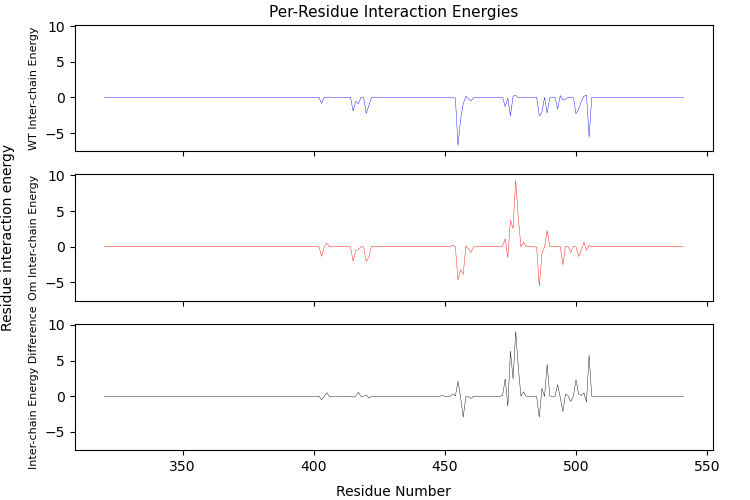 Per-Residue Interaction Energies
Residue interaction energy
WT Inter-chain Energy
10
5
0
−5
Om Inter-chain Energy
10
5
0
−5
Inter-chain Energy Difference
10
5
0
−5
350
400
450
500
550
Residue Number